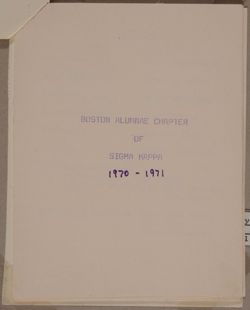 BOSTON ALUMNAE CHAPTER
OF
SIGMA KAPPA
1970 - 1971